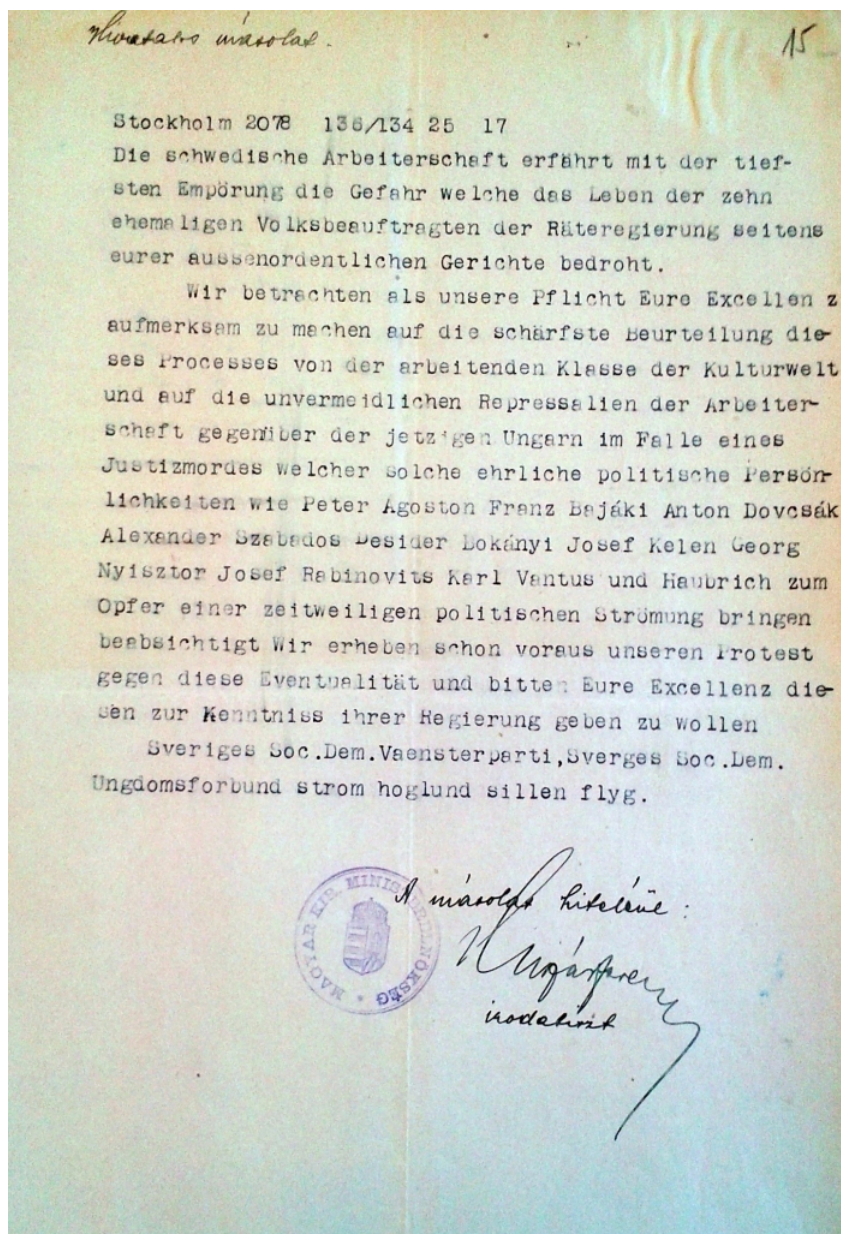 Hivatalos másolat.
15
Stockholm 2078 136/134 25 17
Die schwedische Arbeiterschaft erfährt mit der tief-
sten Empörung die Gefahr welche das Leben der zehn
ehemaligen Volksbeauftragten der Räteregierung seitens
eurer aussenordentlichen Gerichte bedroht.
Wir betrachten als unsere Pflicht Eure Excellen z
aufmerksam zu machen auf die schärfste Beurteilung die-
ses Processes von der arbeitenden Klasse der Kulturwelt
und auf die unvermeidlichen Repressalien der Arbeiter-
schaft gegenüber der jetzigen Ungarn im Falle eines
Justizmordes welcher solche ehrliche politische Persön-
lichkeiten wie Peter Agoston Franz Bajáki Anton Dovcsák
Alexander Szabados Desider Bokányi Josef Kelen Georg
Nyisztor Josef Rabinovits Karl Vantus und Haubrich zum
Opfer einer zeitweiligen politischen Strömung bringen
beabsichtigt Wir erheben schon voraus unseren Protest
gegen diese Eventualität und bitten Eure Excellenz die-
sen zur Kenntniss ihrer Regierung geben zu wollen
Sveriges Soc.Dem.Vaensterparti,Sverges Soc.Dem.
Ungdomsforbund strom hoglund sillen flyg.
A másolat hiteléül:
irodatiszt
MAGYAR KIR. MINISZTERELNÖKSÉG